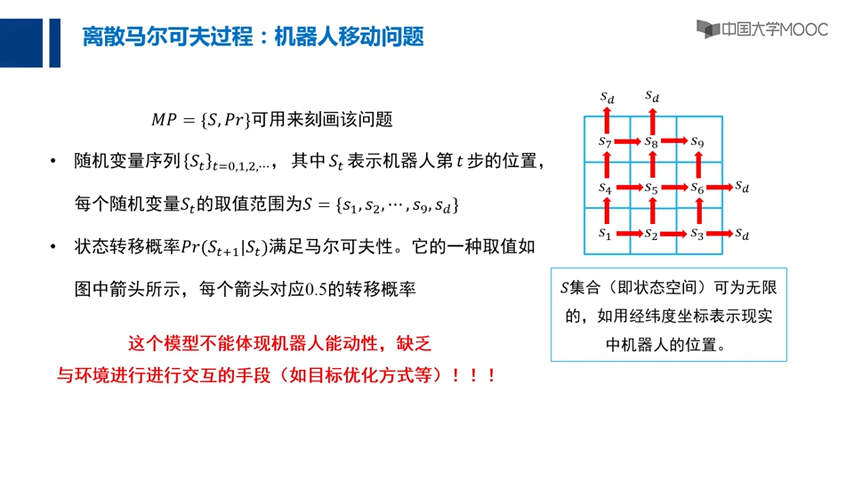 离散马尔可夫过程：机器人移动问题
中国大学MOOC
𝑀𝑃 = {𝑆, 𝑃𝑟}可用来刻画该问题
• 随机变量序列{𝑆ₜ}ₜ₌₀,₁,₂,⋯，其中𝑆ₜ表示机器人第 𝑡 步的位置，
每个随机变量𝑆ₜ的取值范围为𝑆 = {𝑠₁, 𝑠₂, ⋯ , 𝑠₉, 𝑠_d}
• 状态转移概率𝑃𝑟(𝑆ₜ₊₁|𝑆ₜ)满足马尔可夫性。它的一种取值如
图中箭头所示，每个箭头对应0.5的转移概率
这个模型不能体现机器人能动性，缺乏
与环境进行进行交互的手段（如目标优化方式等）！！！
𝑠_d 𝑠_d
𝑠₇ 𝑠₈ 𝑠₉
𝑠₄ 𝑠₅ 𝑠₆ 𝑠_d
𝑠₁ 𝑠₂ 𝑠₃ 𝑠_d
𝑆集合（即状态空间）可为无限
的，如用经纬度坐标表示现实
中机器人的位置。